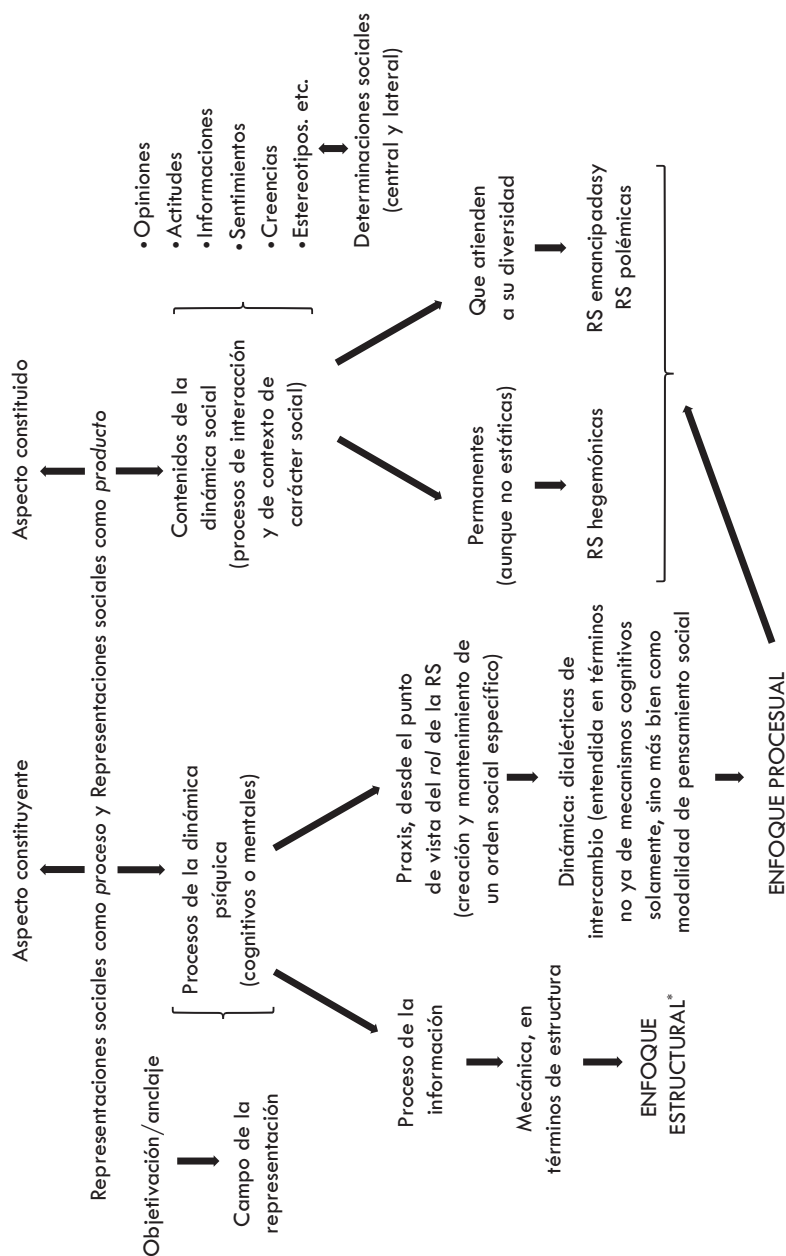 Aspecto constituyente
Aspecto constituido
Representaciones sociales como proceso y Representaciones sociales como producto
Objetivación/anclaje
Campo de la
representación
Procesos de la dinámica
psíquica
(cognitivos o mentales)
Contenidos de la
dinámica social
(procesos de interacción
y de contexto de
carácter social)
• Opiniones
• Actitudes
• Informaciones
• Sentimientos
• Creencias
• Estereotipos. etc.
Determinaciones sociales
(central y lateral)
Proceso de la
información
Mecánica, en
términos de estructura
ENFOQUE
ESTRUCTURAL*
Praxis, desde el punto
de vista del rol de la RS
(creación y mantenimiento de
un orden social específico)
Dinámica: dialécticas de
intercambio (entendida en términos
no ya de mecanismos cognitivos
solamente, sino más bien como
modalidad de pensamiento social
ENFOQUE PROCESUAL
Permanentes
(aunque no estáticas)
RS hegemónicas
Que atienden
a su diversidad
RS emancipadasy
RS polémicas